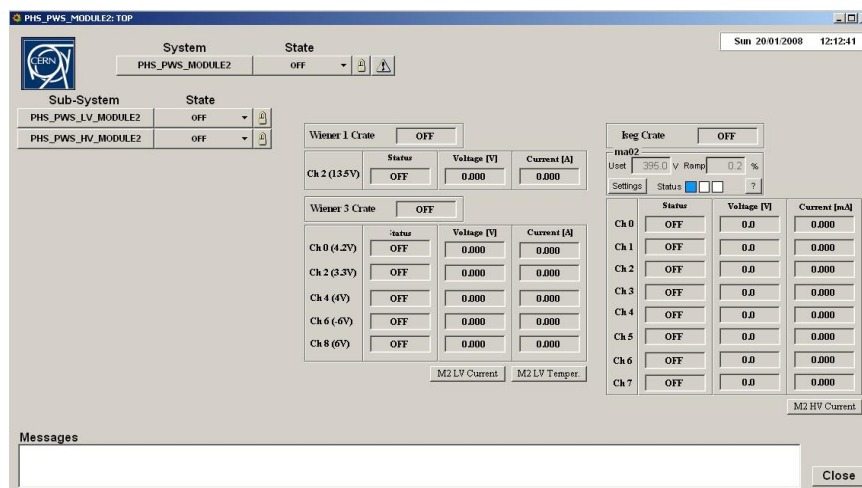 PHS_PWS_MODULE2: TOP
CERN
System State
PHS_PWS_MODULE2 OFF
Sun 20/01/2008 12:12:41
Sub-System State
PHS_PWS_LV_MODULE2 OFF
PHS_PWS_HV_MODULE2 OFF
Wiener 1 Crate OFF
Status Voltage [V] Current [A]
Ch 2 (13.5V) OFF 0.000 0.000
Wiener 3 Crate OFF
Status Voltage [V] Current [A]
Ch 0 (4.2V) OFF 0.000 0.000
Ch 2 (3.3V) OFF 0.000 0.000
Ch 4 (4V) OFF 0.000 0.000
Ch 6 (-6V) OFF 0.000 0.000
Ch 8 (6V) OFF 0.000 0.000
M2 LV Current M2 LV Temper.
Iseg Crate OFF
ma02
Uset 395.0 V Ramp 0.2 %
Settings Status ?
Status Voltage [V] Current [mA]
Ch 0 OFF 0.0 0.000
Ch 1 OFF 0.0 0.000
Ch 2 OFF 0.0 0.000
Ch 3 OFF 0.0 0.000
Ch 4 OFF 0.0 0.000
Ch 5 OFF 0.0 0.000
Ch 6 OFF 0.0 0.000
Ch 7 OFF 0.0 0.000
M2 HV Current
Messages
Close